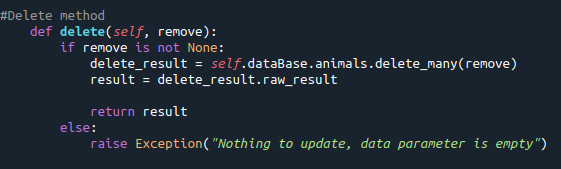 #Delete method
    def delete(self, remove):
        if remove is not None:
            delete_result = self.dataBase.animals.delete_many(remove)
            result = delete_result.raw_result

            return result
        else:
            raise Exception("Nothing to update, data parameter is empty")